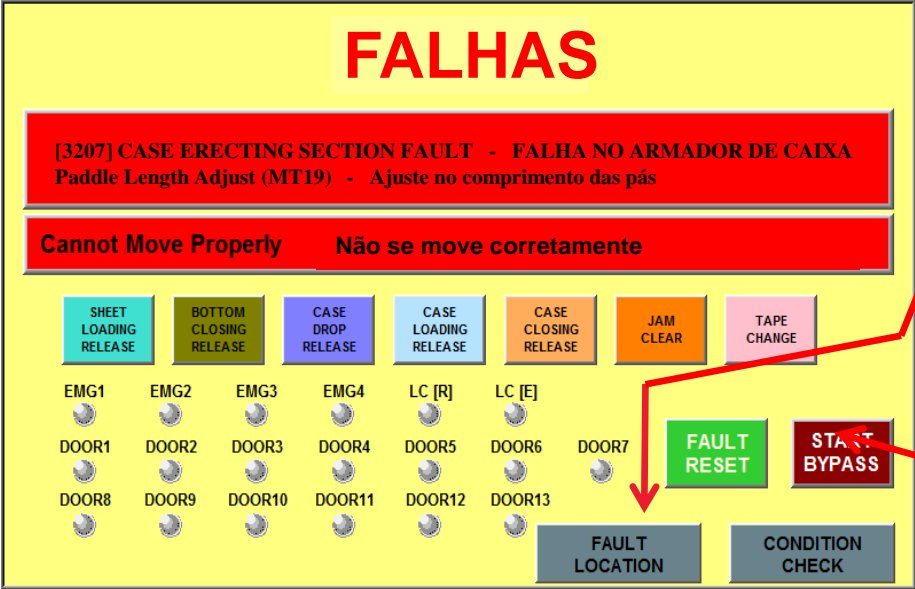 FALHAS
[3207] CASE ERECTING SECTION FAULT - FALHA NO ARMADOR DE CAIXA
Paddle Length Adjust (MT19) - Ajuste no comprimento das pás
Cannot Move Properly Não se move corretamente
SHEET
LOADING
RELEASE
BOTTOM
CLOSING
RELEASE
CASE
DROP
RELEASE
CASE
LOADING
RELEASE
CASE
CLOSING
RELEASE
JAM
CLEAR
TAPE
CHANGE
EMG1 EMG2 EMG3 EMG4 LC [R] LC [E]
DOOR1 DOOR2 DOOR3 DOOR4 DOOR5 DOOR6 DOOR7
DOOR8 DOOR9 DOOR10 DOOR11 DOOR12 DOOR13
FAULT
RESET
START
BYPASS
FAULT
LOCATION
CONDITION
CHECK